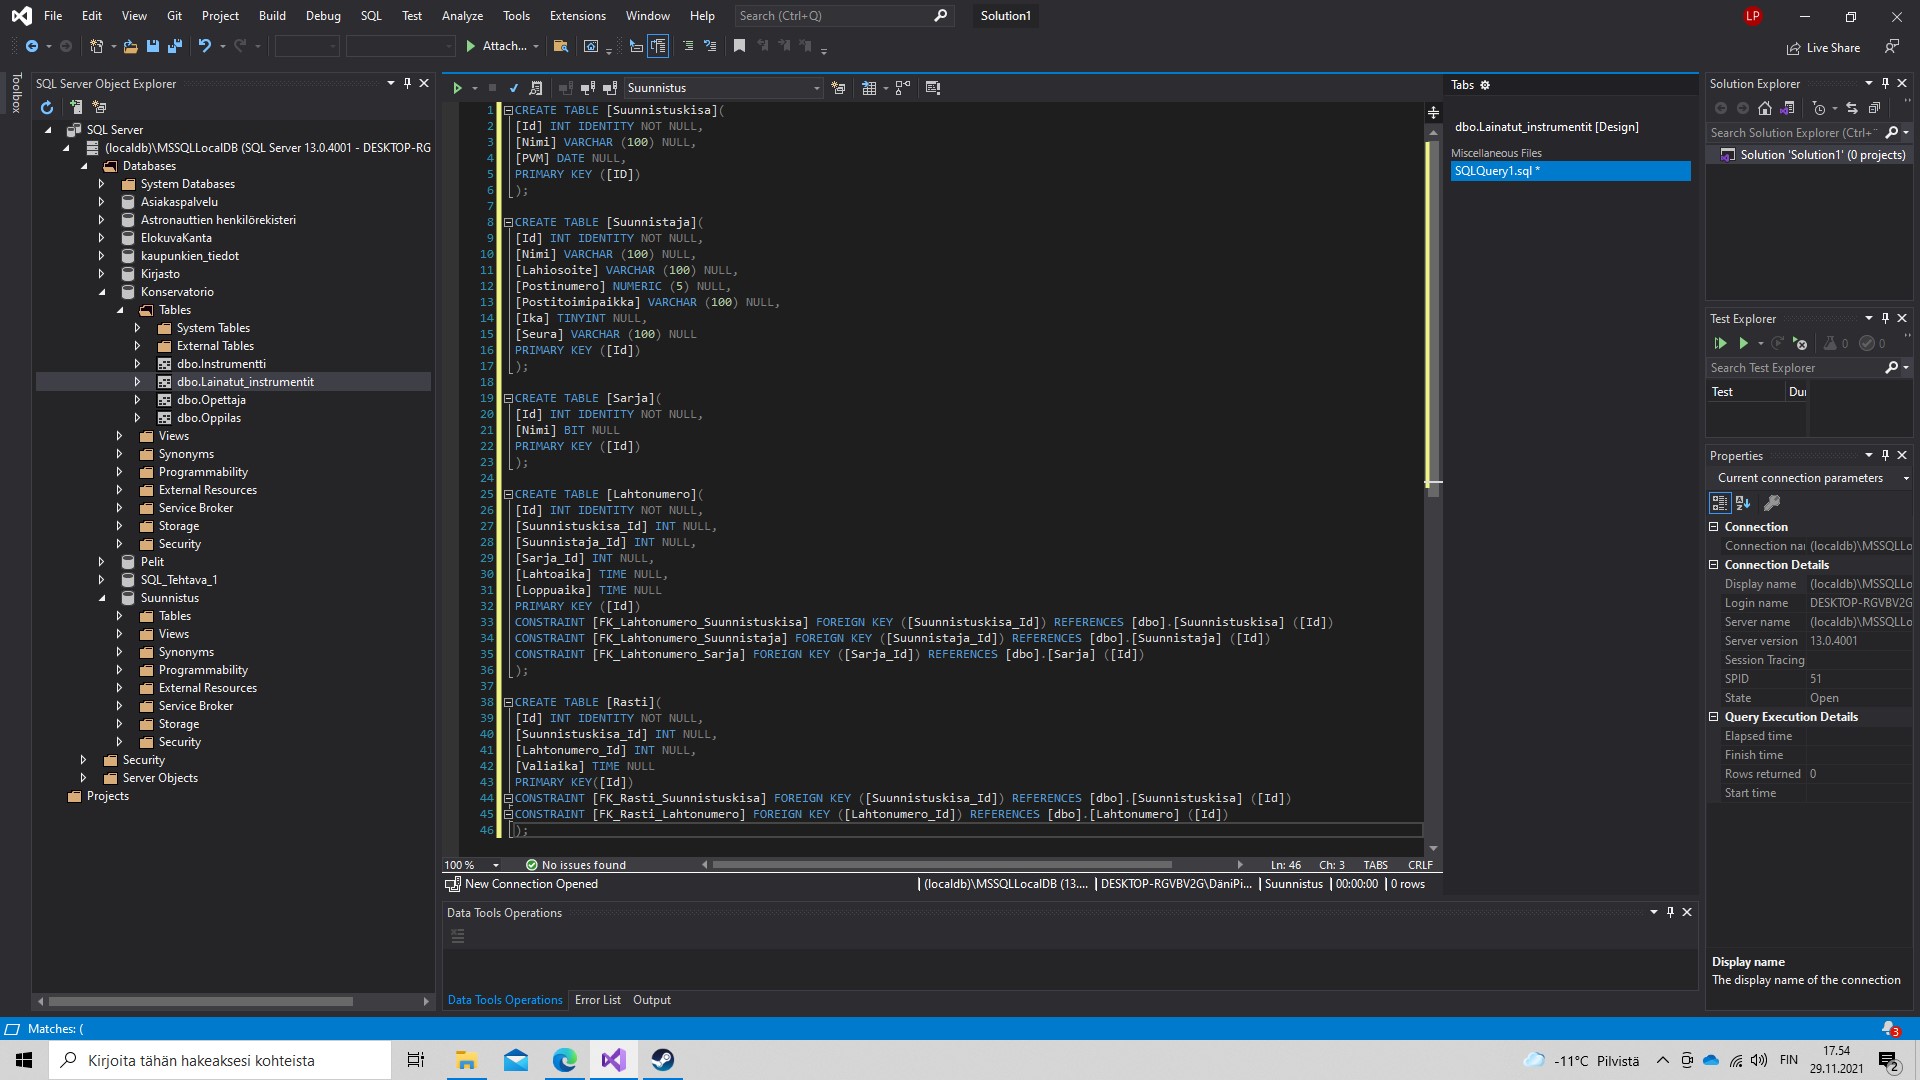 File Edit View Git Project Build Debug SQL Test Analyze Tools Extensions Window Help Search (Ctrl+Q) Solution1 LP
Attach... Live Share
Toolbox
SQL Server Object Explorer
SQL Server
(localdb)\MSSQLLocalDB (SQL Server 13.0.4001 - DESKTOP-RG
Databases
System Databases
Asiakaspalvelu
Astronauttien henkilörekisteri
ElokuvaKanta
kaupunkien_tiedot
Kirjasto
Konservatorio
Tables
System Tables
External Tables
dbo.Instrumentti
dbo.Lainatut_instrumentit
dbo.Opettaja
dbo.Oppilas
Views
Synonyms
Programmability
External Resources
Service Broker
Storage
Security
Pelit
SQL_Tehtava_1
Suunnistus
Tables
Views
Synonyms
Programmability
External Resources
Service Broker
Storage
Security
Security
Server Objects
Projects
Suunnistus
1 CREATE TABLE [Suunnistuskisa](
2 [Id] INT IDENTITY NOT NULL,
3 [Nimi] VARCHAR (100) NULL,
4 [PVM] DATE NULL,
5 PRIMARY KEY ([ID])
6 );
7
8 CREATE TABLE [Suunnistaja](
9 [Id] INT IDENTITY NOT NULL,
10 [Nimi] VARCHAR (100) NULL,
11 [Lahiosoite] VARCHAR (100) NULL,
12 [Postinumero] NUMERIC (5) NULL,
13 [Postitoimipaikka] VARCHAR (100) NULL,
14 [Ika] TINYINT NULL,
15 [Seura] VARCHAR (100) NULL
16 PRIMARY KEY ([Id])
17 );
18
19 CREATE TABLE [Sarja](
20 [Id] INT IDENTITY NOT NULL,
21 [Nimi] BIT NULL
22 PRIMARY KEY ([Id])
23 );
24
25 CREATE TABLE [Lahtonumero](
26 [Id] INT IDENTITY NOT NULL,
27 [Suunnistuskisa_Id] INT NULL,
28 [Suunnistaja_Id] INT NULL,
29 [Sarja_Id] INT NULL,
30 [Lahtoaika] TIME NULL,
31 [Loppuaika] TIME NULL
32 PRIMARY KEY ([Id])
33 CONSTRAINT [FK_Lahtonumero_Suunnistuskisa] FOREIGN KEY ([Suunnistuskisa_Id]) REFERENCES [dbo].[Suunnistuskisa] ([Id])
34 CONSTRAINT [FK_Lahtonumero_Suunnistaja] FOREIGN KEY ([Suunnistaja_Id]) REFERENCES [dbo].[Suunnistaja] ([Id])
35 CONSTRAINT [FK_Lahtonumero_Sarja] FOREIGN KEY ([Sarja_Id]) REFERENCES [dbo].[Sarja] ([Id])
36 );
37
38 CREATE TABLE [Rasti](
39 [Id] INT IDENTITY NOT NULL,
40 [Suunnistuskisa_Id] INT NULL,
41 [Lahtonumero_Id] INT NULL,
42 [Valiaika] TIME NULL
43 PRIMARY KEY([Id])
44 CONSTRAINT [FK_Rasti_Suunnistuskisa] FOREIGN KEY ([Suunnistuskisa_Id]) REFERENCES [dbo].[Suunnistuskisa] ([Id])
45 CONSTRAINT [FK_Rasti_Lahtonumero] FOREIGN KEY ([Lahtonumero_Id]) REFERENCES [dbo].[Lahtonumero] ([Id])
46 );
100 % No issues found Ln: 46 Ch: 3 TABS CRLF
New Connection Opened (localdb)\MSSQLLocalDB (13.... DESKTOP-RGVBV2G\DäniPi... Suunnistus 00:00:00 0 rows
Data Tools Operations
Data Tools Operations Error List Output
Tabs
dbo.Lainatut_instrumentit [Design]
Miscellaneous Files
SQLQuery1.sql *
Solution Explorer
Search Solution Explorer (Ctrl+
Solution 'Solution1' (0 projects)
Test Explorer
0 0
Search Test Explorer
Test Du
Properties
Current connection parameters
Connection
Connection nar (localdb)\MSSQLLo
Connection Details
Display name (localdb)\MSSQLLo
Login name DESKTOP-RGVBV2G
Server name (localdb)\MSSQLLo
Server version 13.0.4001
Session Tracing
SPID 51
State Open
Query Execution Details
Elapsed time
Finish time
Rows returned 0
Start time
Display name
The display name of the connection
Matches: ( 3
Kirjoita tähän hakeaksesi kohteista -11°C Pilvistä FIN 17.54
29.11.2021 2